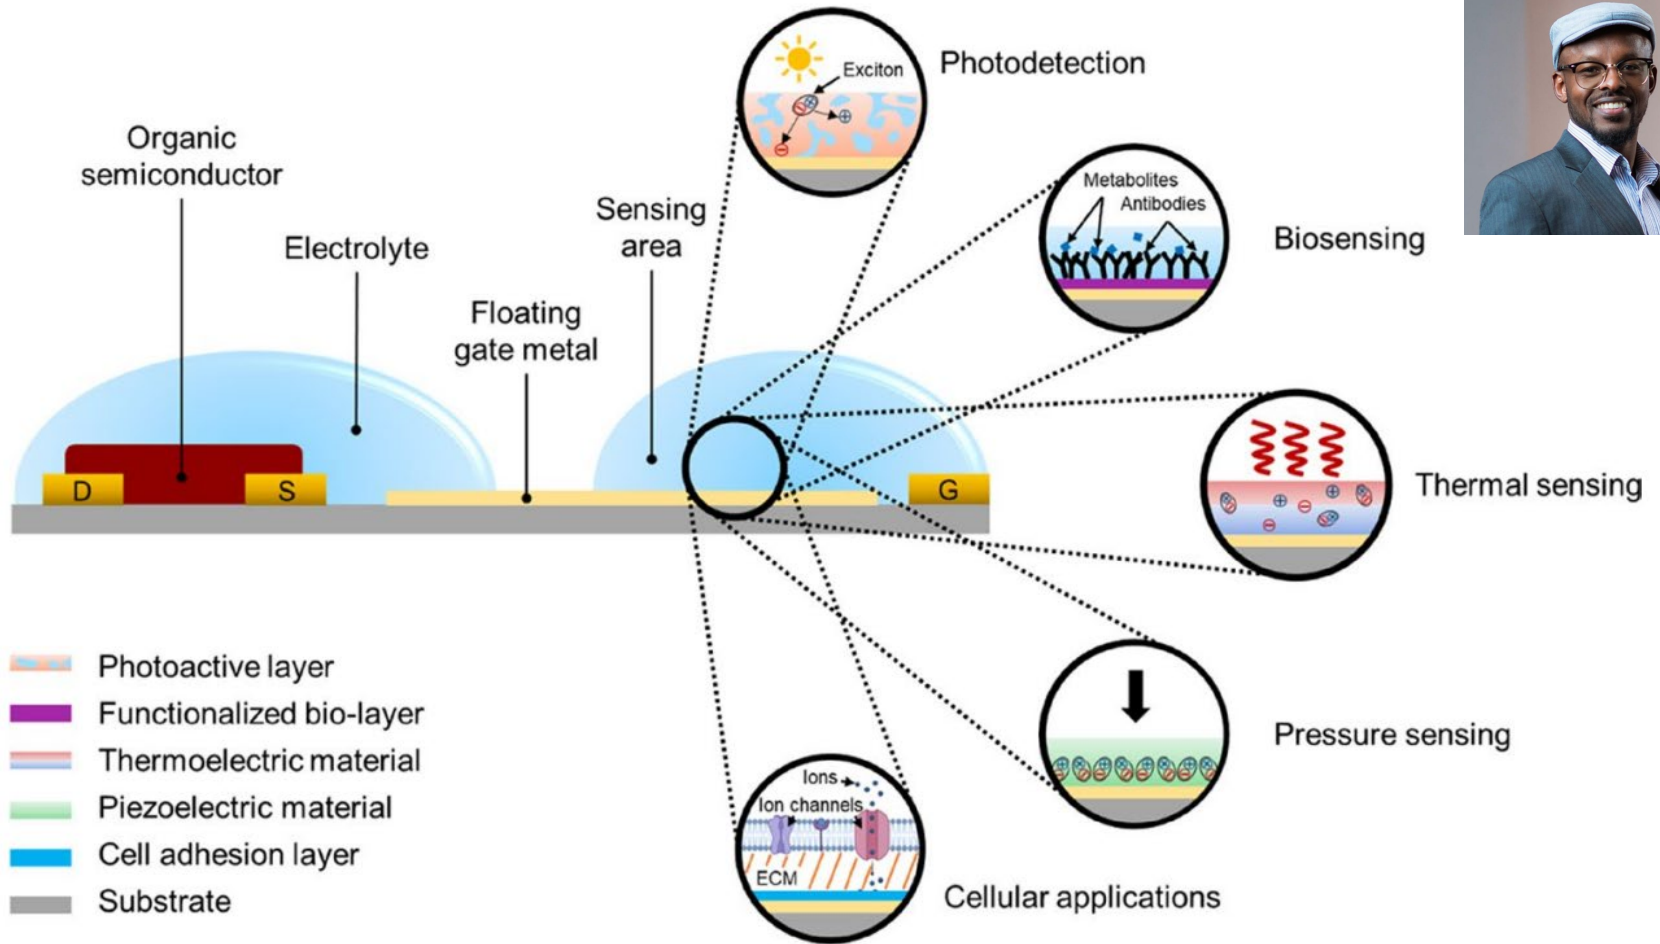 Photodetection
Exciton
Organic
semiconductor
Electrolyte
Sensing
area
Floating
gate metal
Metabolites
Antibodies
Biosensing
D
S
G
Thermal sensing
Pressure sensing
Ions
Ion channels
ECM
Cellular applications
Photoactive layer
Functionalized bio-layer
Thermoelectric material
Piezoelectric material
Cell adhesion layer
Substrate